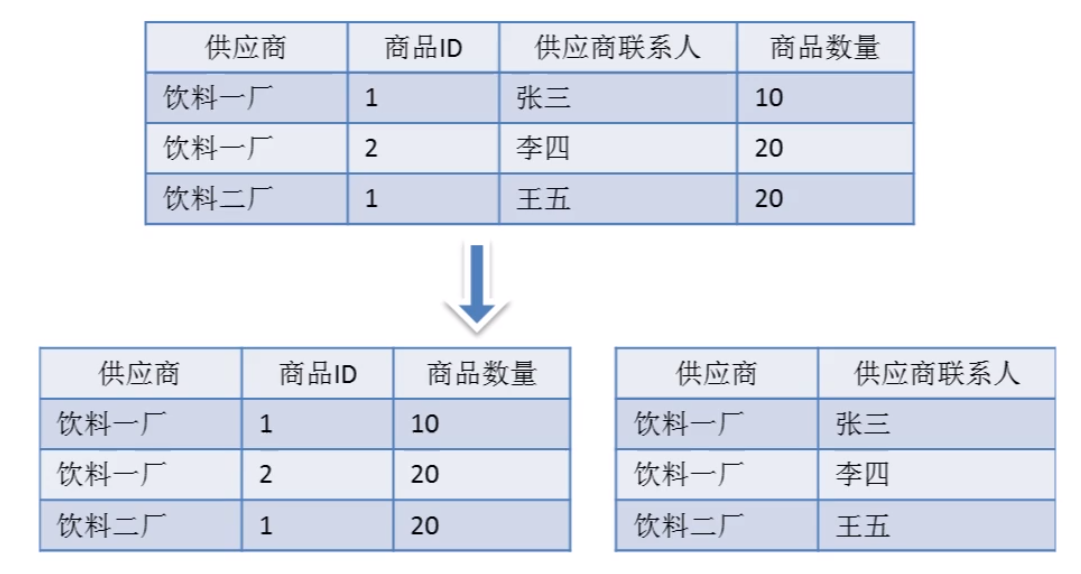 供应商 商品ID 供应商联系人 商品数量
饮料一厂 1 张三 10
饮料一厂 2 李四 20
饮料二厂 1 王五 20
供应商 商品ID 商品数量
饮料一厂 1 10
饮料一厂 2 20
饮料二厂 1 20
供应商 供应商联系人
饮料一厂 张三
饮料一厂 李四
饮料二厂 王五